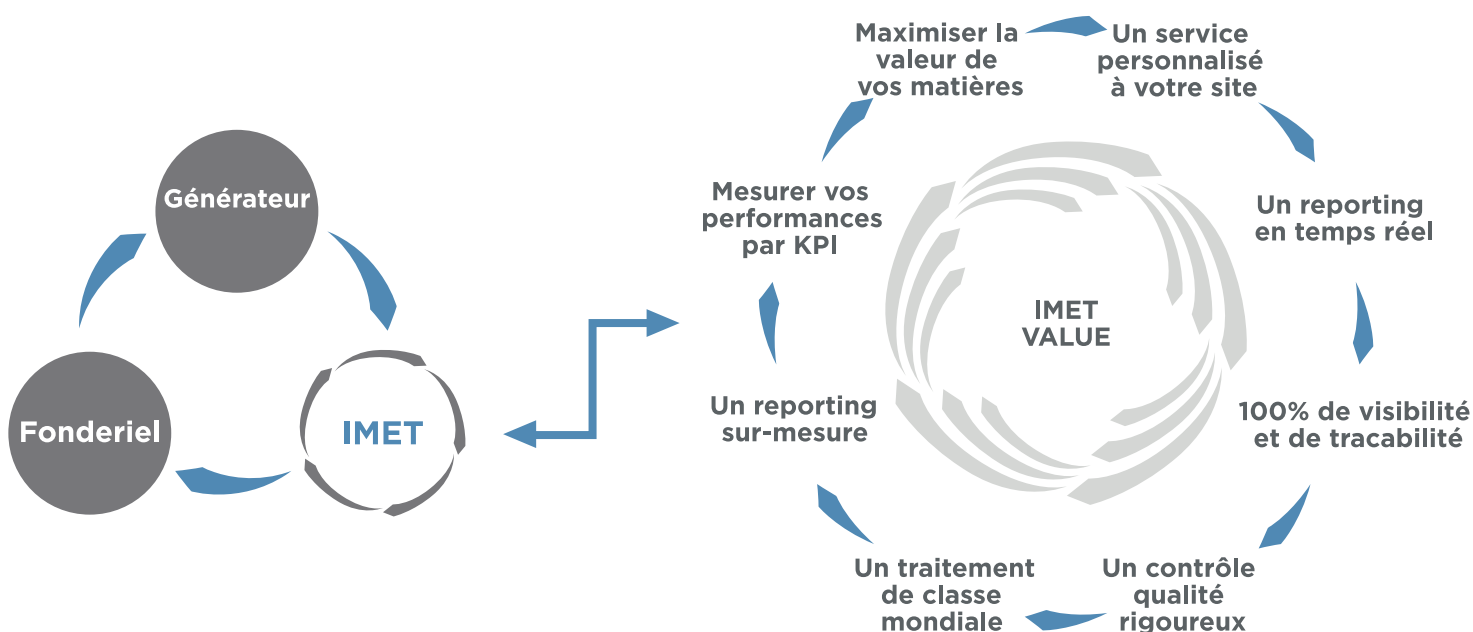 Générateur
Fonderiel
IMET
Maximiser la
valeur de
vos matières
Un service
personnalisé
à votre site
Un reporting
en temps réel
100% de visibilité
et de tracabilité
Un contrôle
qualité
rigoureux
Un traitement
de classe
mondiale
Un reporting
sur-mesure
Mesurer vos
performances
par KPl
IMET
VALUE